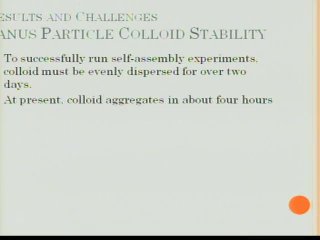 ESULTS AND CHALLENGES
ANUS PARTICLE COLLOID STABILITY
To successfully run self-assembly experiments,
colloid must be evenly dispersed for over two
days.
At present, colloid aggregates in about four hours